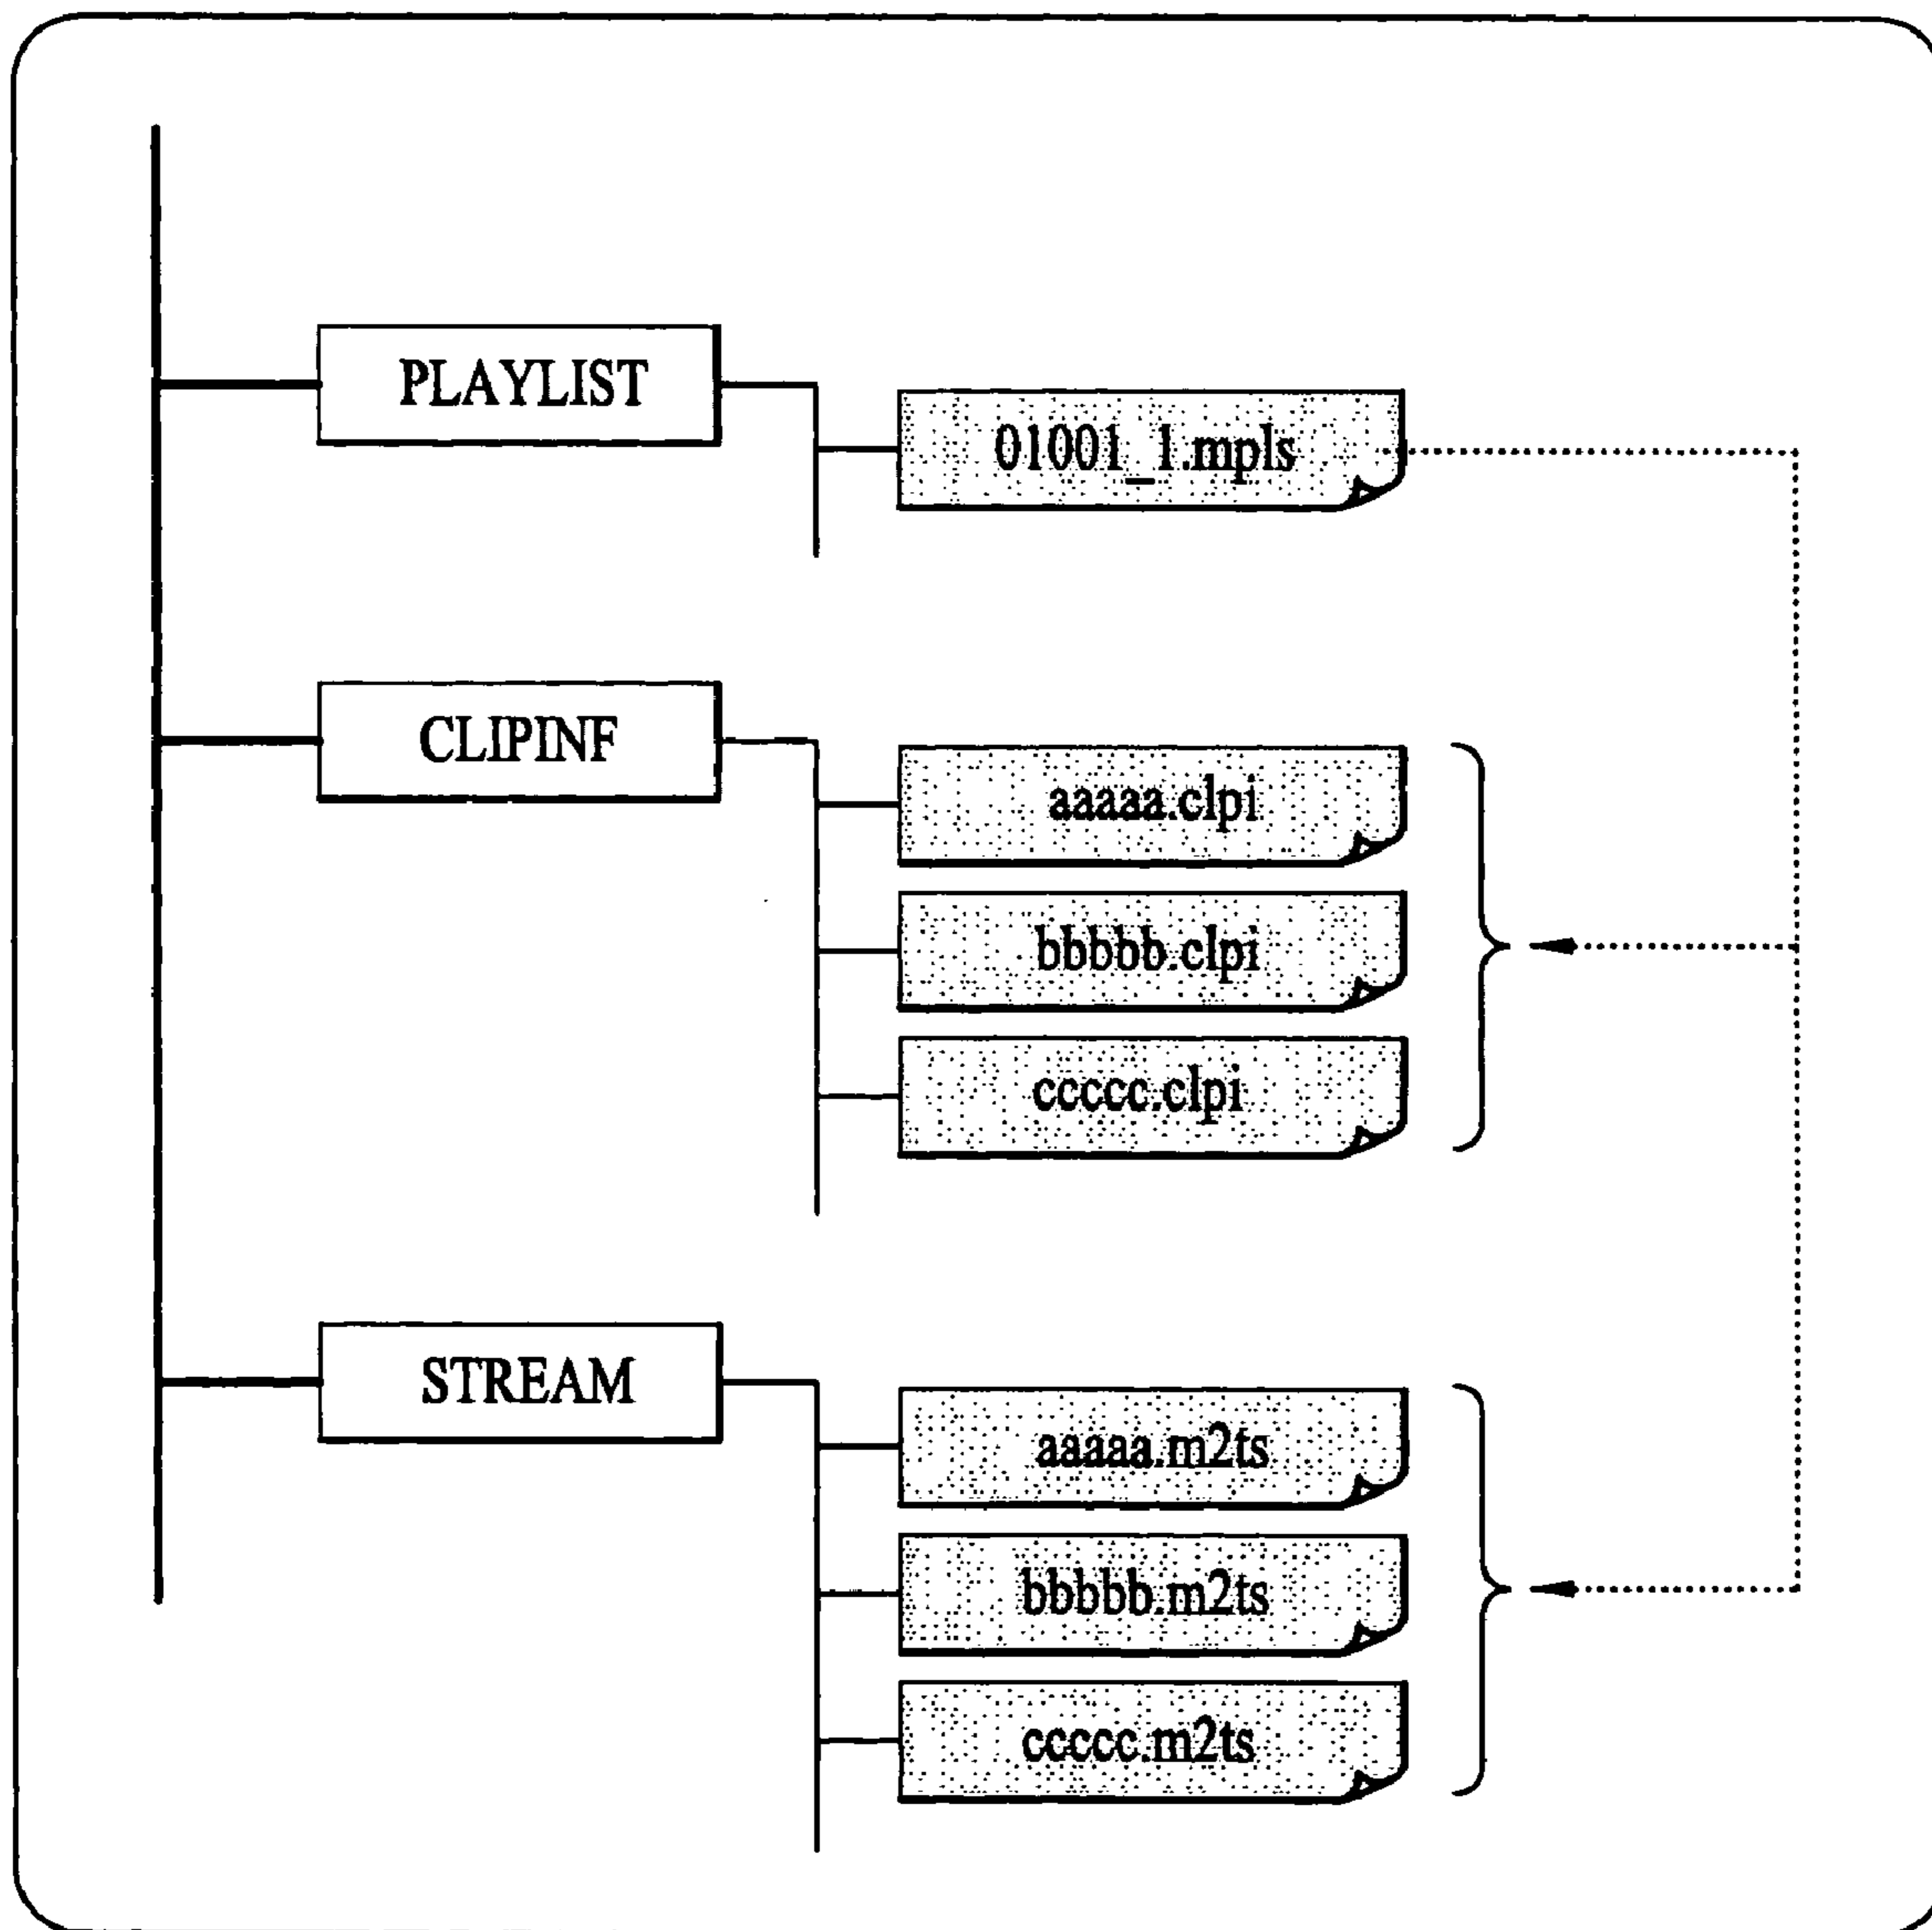 PLAYLIST
01001_1.mpls
CLIPINF
aaaaa.clpi
bbbbb.clpi
ccccc.clpi
STREAM
aaaaa.m2ts
bbbbb.m2ts
ccccc.m2ts